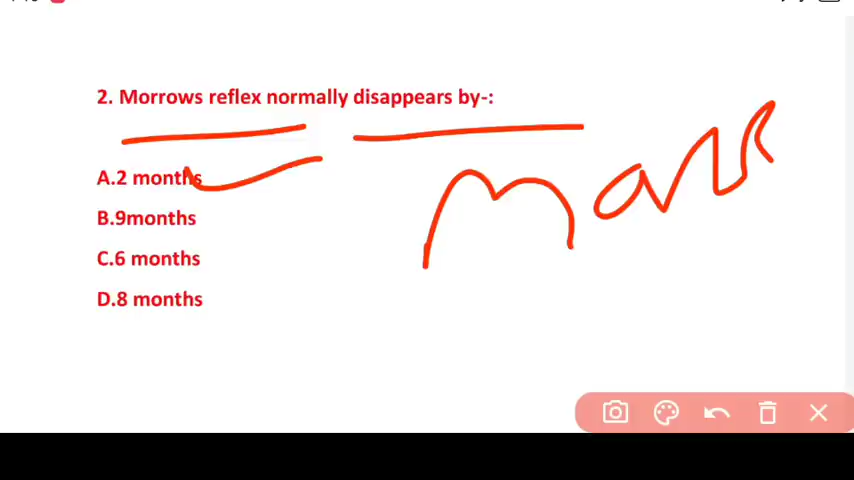 2. Morrows reflex normally disappears by-:
A.2 months
B.9months
C.6 months
D.8 months